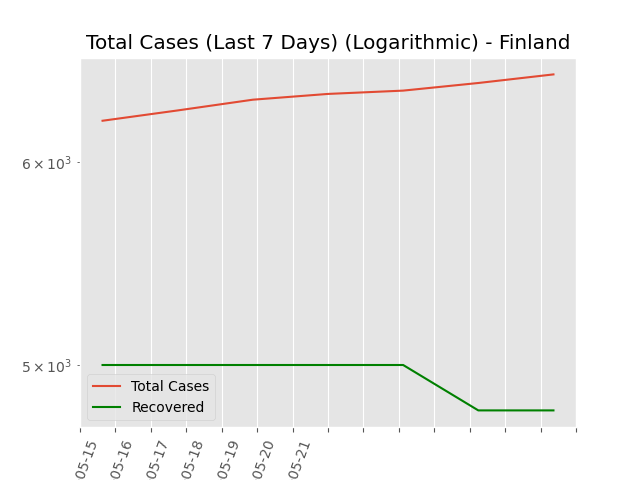 Total Cases (Last 7 Days) (Logarithmic) - Finland
6 × 10³
5 × 10³
Total Cases
Recovered
05-15
05-16
05-17
05-18
05-19
05-20
05-21